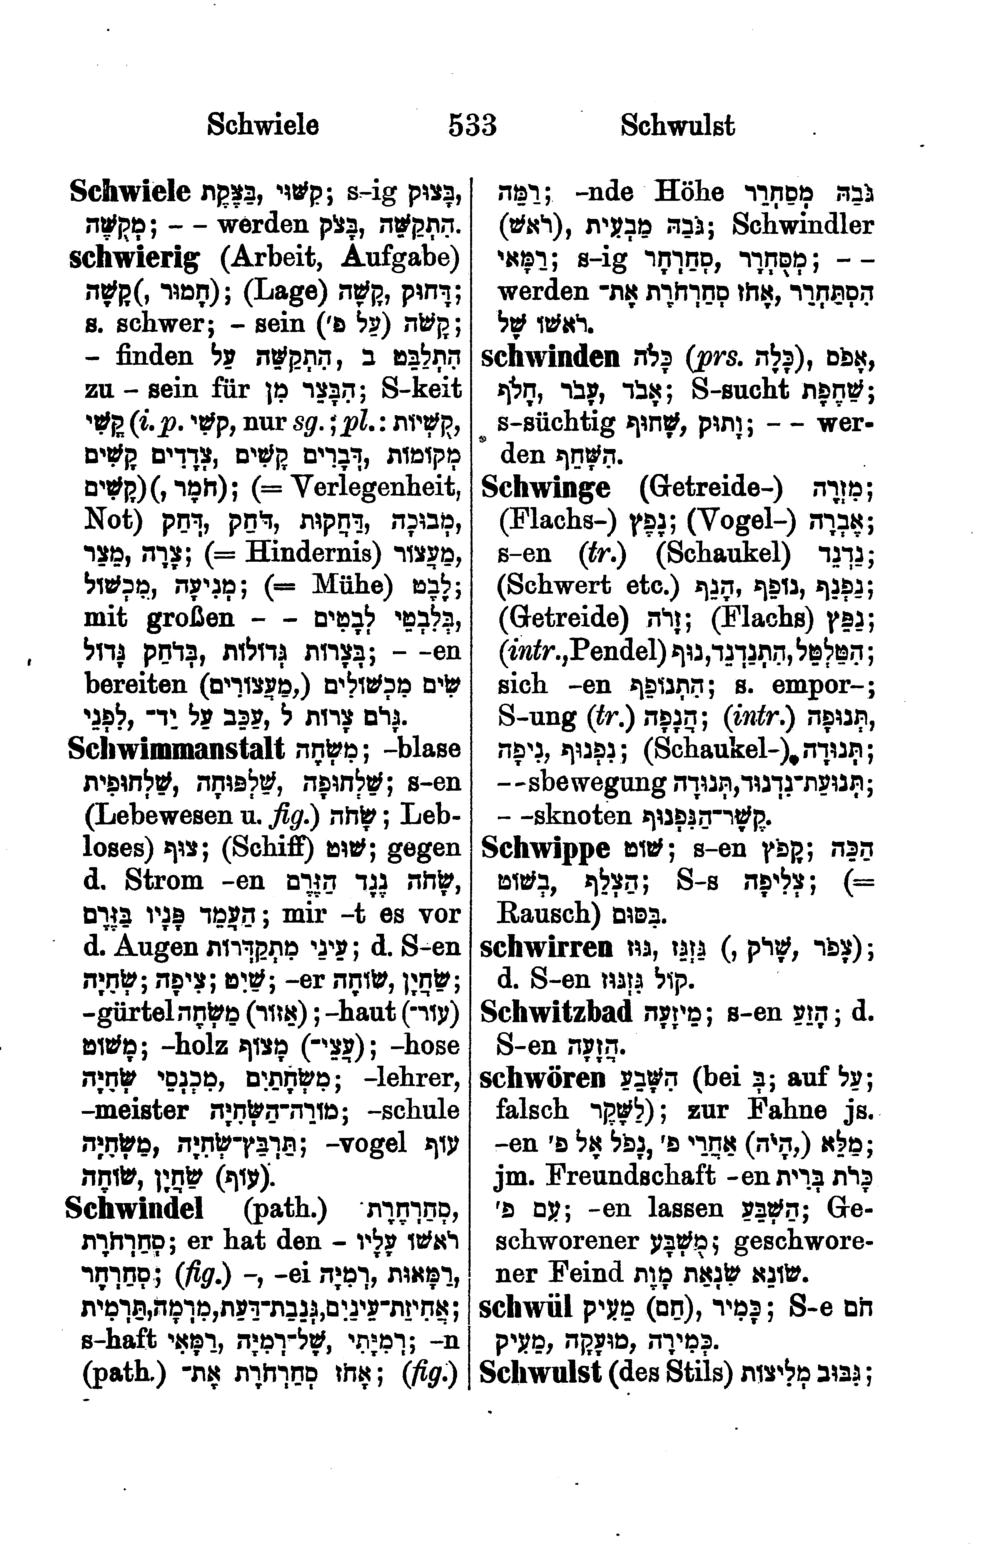 Schwiele 533 Schwulst
Schwiele בָּצֶקֶת, קִשּׁוּי; s-ig בָּצוּק,
מִקְשֶׁה; – – werden בָּצֹק, הִתְקַשֶּׁה.
schwierig (Arbeit, Aufgabe)
קָשֶׁה (, חָמוּר); (Lage) דָּחוּק, קָשֶׁה;
s. schwer; – sein (עַל פ') קָשֹׁה;
– finden הִתְלַבֵּט ב, הִתְקַשֵּׁה עַל
zu – sein für הִבָּצֵר מִן; S-keit
קֳשִׁי (i. p. קֹשִׁי, nur sg.; pl.: קָשְׁיוֹת,
מְקוֹמוֹת, דְּבָרִים קָשִׁים, צְדָדִים קָשִׁים
חֹמֶר, )(קָשִׁים); (= Verlegenheit,
Not) מְבוּכָה, דַּחֲקוּת, דֹּחַק, דְּחָק,
צָרָה, מֵצַר; (= Hindernis) מַעְצוֹר,
מְנִיעָה, מִכְשׁוֹל; (= Mühe) לֶבֶט;
mit großen – – בְּלִבְטֵי לְבָטִים,
בְּצָרוֹת גְּדוֹלוֹת, בְּדֹחַק גָּדוֹל; – -en
bereiten שִׂים מִכְשׁוֹלִים (,מַעֲצוֹרִים)
גָּרֹם צָרוֹת ל, עַכֵּב עַל יַד־, לִפְנֵי.
Schwimmanstalt מִשְׂחָה; -blase
שַׁלְחוּפָה, שַׁלְפּוּחָה, שַׁלְחוּפִית; s-en
(Lebewesen u. fig.) שָׂחֹה; Leb-
loses) צוּף; (Schiff) שׁוּט; gegen
d. Strom -en שָׂחֹה נֶגֶד הַזֶּרֶם,
הַעֲמֵד פָּנָיו בַּזֶּרֶם; mir -t es vor
d. Augen עֵינַי מִתְקַדְּרוֹת; d. S-en
שְׂחִיָּה; צִיפָה; שַׁיִט; -er שַׂחְיָן, שׂוֹחֶה;
-gürtel (אֵזוֹר) מִשְׂחֶה; -haut (עוֹר־)
מָשׁוֹט; -holz (עֲצֵי־) מָצוֹף; -hose
מִשְׂחָתַיִם, מִכְנְסֵי שְׂחִיָּה; -lehrer,
-meister מוֹרֵה־הַשְּׂחִיָּה; -schule
תַּרְבֵּץ־שְׂחִיָּה, מִשְׂחִיָּה; -vogel עוֹף
שַׂחְיָן, שׂוֹחֶה (עוֹף).
Schwindel (path.) סְחַרְחֶרֶת,
סְחַרְחֹרֶת; er hat den – רֹאשׁוֹ עָלָיו
סְחַרְחַר; (fig.) -, -ei רַמָּאוּת, רְמִיָּה,
אֲחִיזַת־עֵינַיִם, גְּנֵבַת־דַּעַת, מִרְמָה, תַּרְמִית;
s-haft רַמָּאִי, שֶׁל־רְמִיָּה, רְמִיָּתִי; -n
(path.) אָחֹז סְחַרְחֹרֶת אֶת־; (fig.)
רַמֵּה; -nde Höhe גֹּבַהּ מְסַחְרֵר
(רֹאשׁ), גֹּבַהּ מַבְעִית; Schwindler
רַמַּאי; s-ig סְחַרְחַר, מְסֻחְרָר; – –
werden הִסְתַּחְרֵר, אָחֹז סְחַרְחֹרֶת אֶת־
רֹאשׁוֹ שֶׁל.
schwinden כָּלֹה (prs. כָּלֶה), אָפֹס,
אָבֹד, עָבֹר, חָלֹף; S-sucht שַׁחֶפֶת;
s-süchtig שָׁחוּף, וָתוּק; – – wer-
den הִשָּׁחֵף.
Schwinge (Getreide-) מִזְרֶה;
(Flachs-) נָפֶץ; (Vogel-) אֶבְרָה;
s-en (tr.) (Schaukel) נַדְנֵד;
(Schwert etc.) נַפְנֵף, נוֹפֵף, הָנֵף;
(Getreide) זָרֹה; (Flachs) נַפֵּץ;
(intr., Pendel) הִטַּלְטֵל, הִתְנַדְנֵד, נוּף;
sich -en הִתְנוֹפֵף; s. empor-;
S-ung (tr.) הֲנָפָה; (intr.) תְּנוּפָה,
נִפְנוּף, נִיפָה; (Schaukel-) תְּנוּדָה;
– -sbewegung תְּנוּעַת־נִדְנוּד, תְּנוּדָה;
– -sknoten קֶשֶׁר־הַנִּפְנוּף.
Schwippe שׁוֹט; s-en קָפֹץ; הַכֵּה
בְּשׁוֹט, הַצְלֵף; S-s צְלִיפָה; (=
Rausch) בִּסּוּם.
schwirren גּוּז, גַּזְגֵּז (, שָׁרֹק, צַפֵּר);
d. S-en קוֹל גִּזְגּוּז.
Schwitzbad מֵיזֵעָה; s-en הָזֵעַ; d.
S-en הֲזָעָה.
schwören הִשָּׁבֵעַ (bei בְּ; auf עַל;
falsch לַשֶּׁקֶר); zur Fahne js.
-en מַלֵּא (,הָיֹה) אַחֲרֵי פ', נָפֹל אֶל פ';
jm. Freundschaft -en כָּרֹת בְּרִית
עִם פ'; -en lassen הַשְׁבֵּעַ; Ge-
schworener מֻשְׁבָּע; geschwore-
ner Feind שׂוֹנֵא שִׂנְאַת מָוֶת.
schwül מֵעִיק (חַם), כָּמִיר; S-e חֹם
מֵעִיק, מוּעָקָה, כְּמִירָה.
Schwulst (des Stils) גִּבּוּב מְלִיצוֹת;